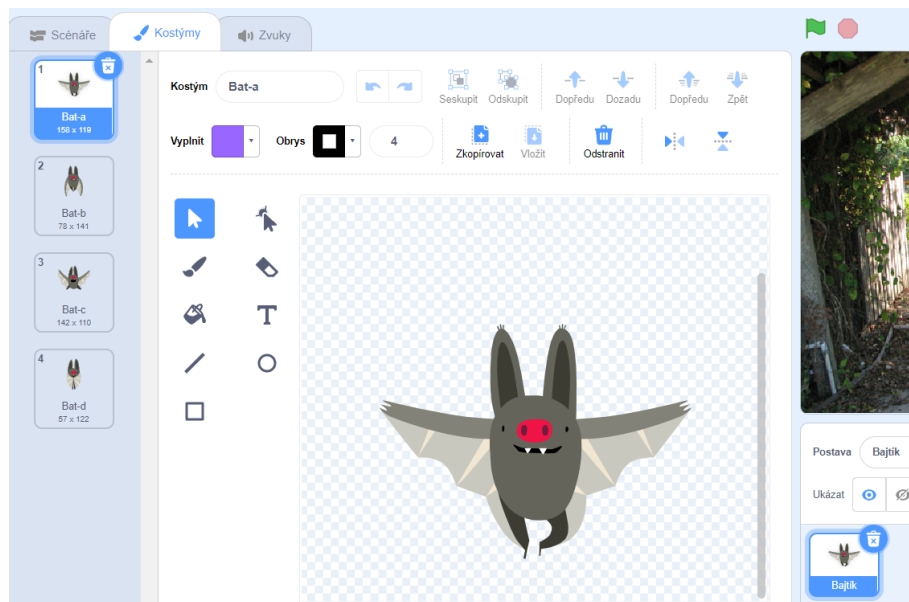 Scénáře
Kostýmy
Zvuky
1
Bat-a
158 x 119
2
Bat-b
78 x 141
3
Bat-c
142 x 110
4
Bat-d
57 x 122
Kostým
Bat-a
Seskupit
Odskupit
Dopředu
Dozadu
Dopředu
Zpět
Vyplnit
Obrys
4
Zkopírovat
Vložit
Odstranit
T
Postava
Bajtík
Ukázat
Bajtík